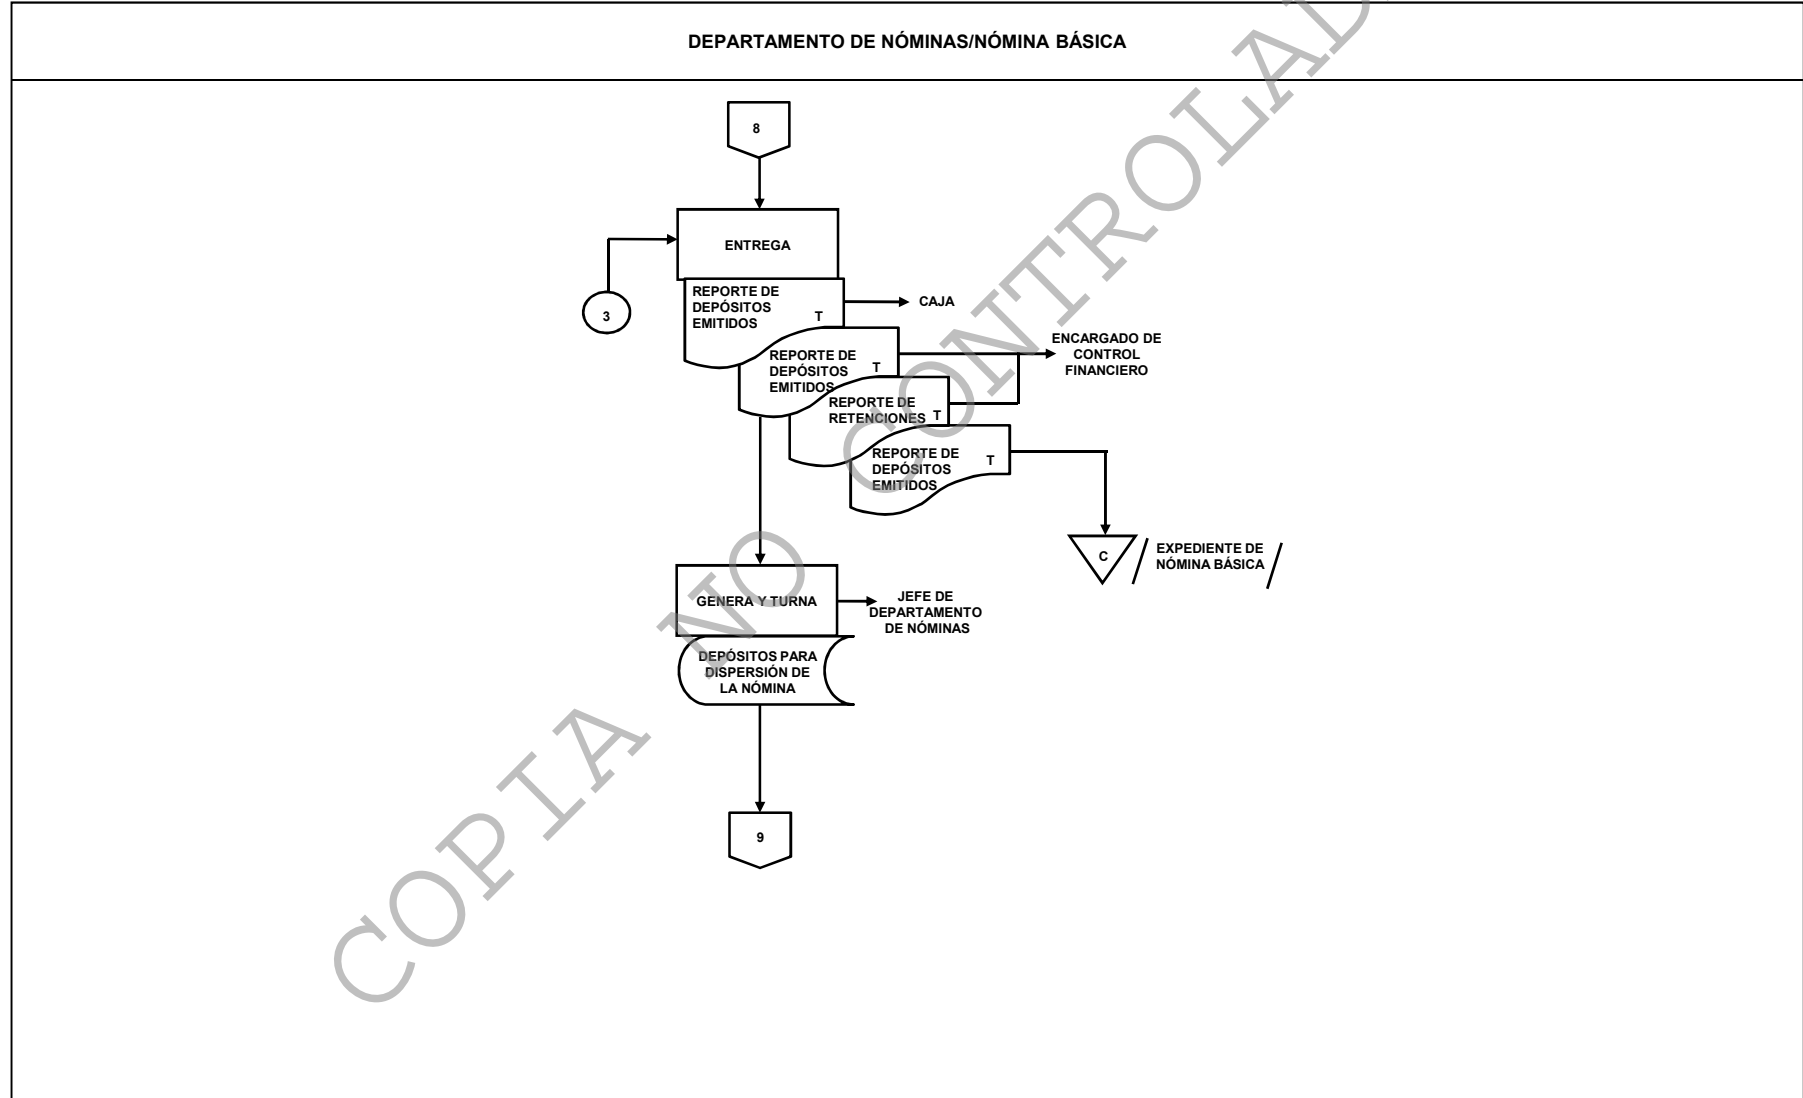 DEPARTAMENTO DE NÓMINAS/NÓMINA BÁSICA
8
ENTREGA
3
REPORTE DE
DEPÓSITOS
EMITIDOS
T
CAJA
REPORTE DE
DEPÓSITOS
EMITIDOS
T
ENCARGADO DE
CONTROL
FINANCIERO
REPORTE DE
RETENCIONES
T
REPORTE DE
DEPÓSITOS
EMITIDOS
T
C
EXPEDIENTE DE
NÓMINA BÁSICA
GENERA Y TURNA
JEFE DE
DEPARTAMENTO
DE NÓMINAS
DEPÓSITOS PARA
DISPERSIÓN DE
LA NÓMINA
9
COPIA NO CONTROLAD